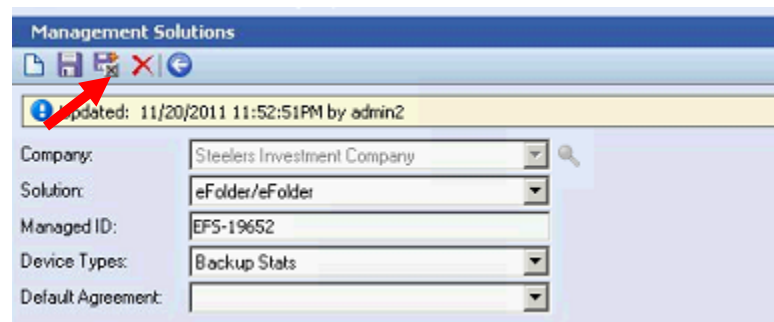 Management Solutions
Updated: 11/20/2011 11:52:51PM by admin2
Company: Steelers Investment Company
Solution: eFolder/eFolder
Managed ID: EFS-19652
Device Types: Backup Stats
Default Agreement: